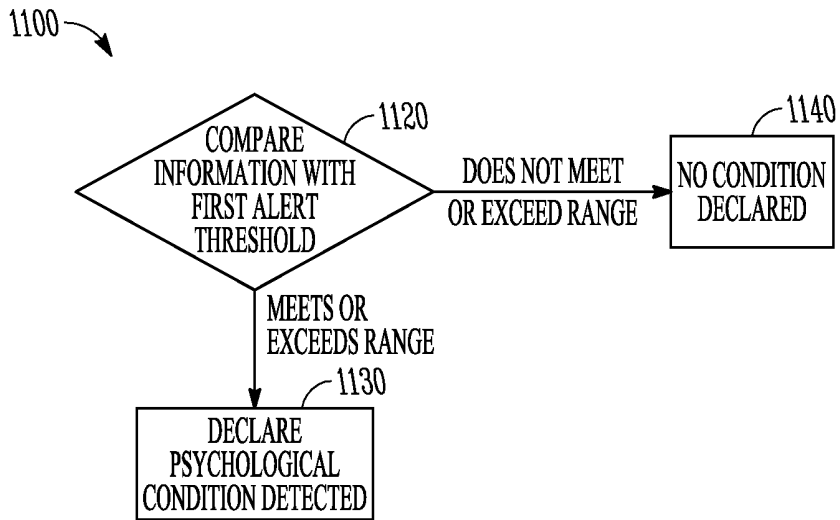 1100
1120
COMPARE
INFORMATION WITH
FIRST ALERT
THRESHOLD
DOES NOT MEET
OR EXCEED RANGE
1140
NO CONDITION
DECLARED
MEETS OR
EXCEEDS RANGE
1130
DECLARE
PSYCHOLOGICAL
CONDITION DETECTED